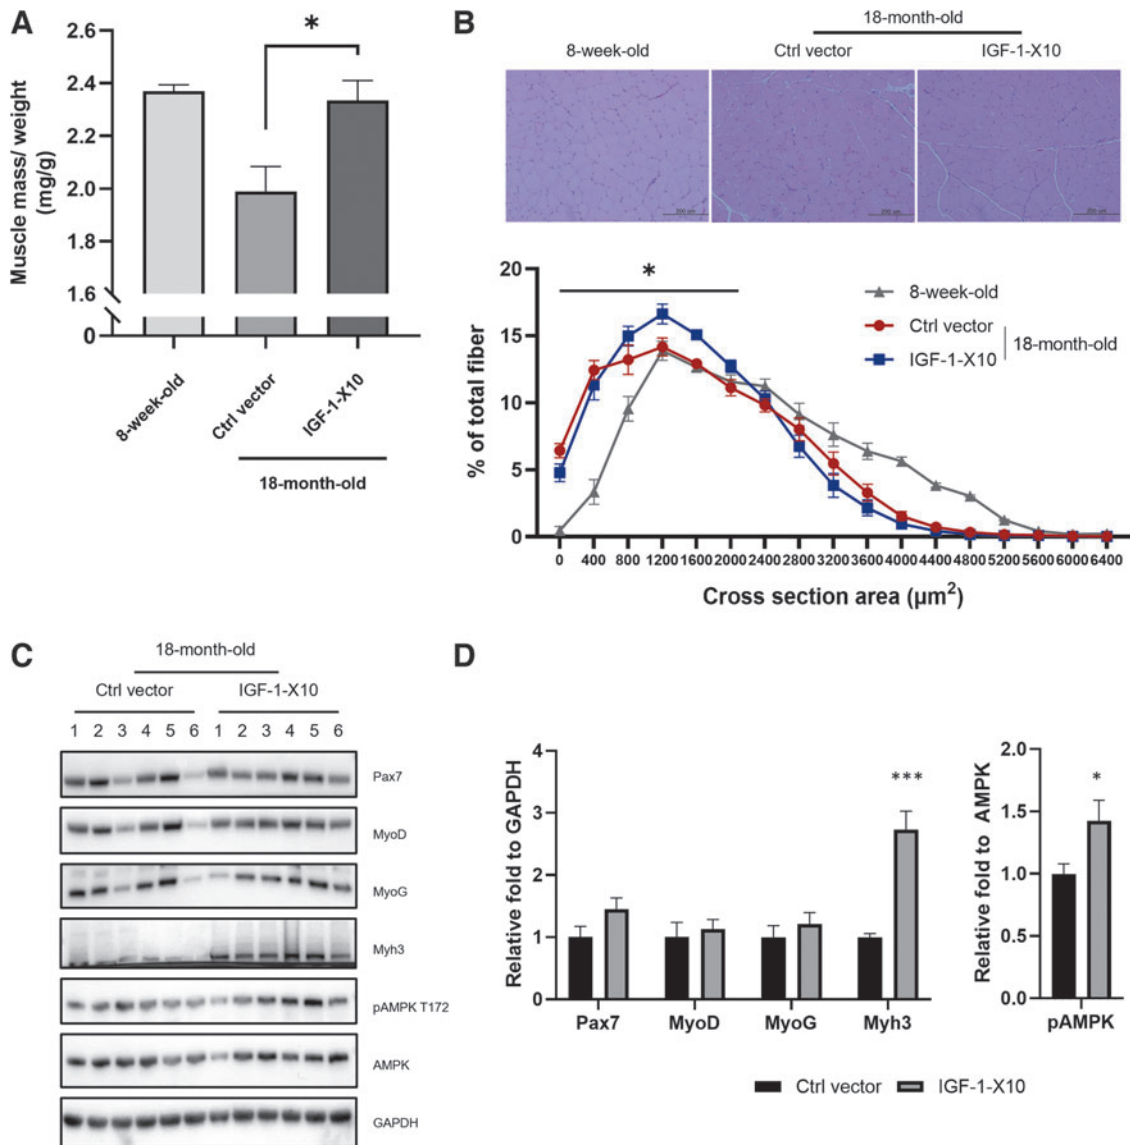 A
Muscle mass/ weight
(mg/g)
2.6
2.4
2.2
2.0
1.8
1.6
0
*
8-week-old
Ctrl vector
IGF-1-X10
18-month-old
B
18-month-old
8-week-old
Ctrl vector
IGF-1-X10
200 um
200 um
200 um
% of total fiber
20
15
10
5
0
*
8-week-old
Ctrl vector
IGF-1-X10
18-month-old
0 400 800 1200 1600 2000 2400 2800 3200 3600 4000 4400 4800 5200 5600 6000 6400
Cross section area (µm²)
C
18-month-old
Ctrl vector IGF-1-X10
1 2 3 4 5 6 1 2 3 4 5 6
Pax7
MyoD
MyoG
Myh3
pAMPK T172
AMPK
GAPDH
D
Relative fold to GAPDH
4
3
2
1
0
***
Pax7 MyoD MyoG Myh3
Relative fold to AMPK
2.0
1.5
1.0
0.5
0.0
*
pAMPK
Ctrl vector IGF-1-X10